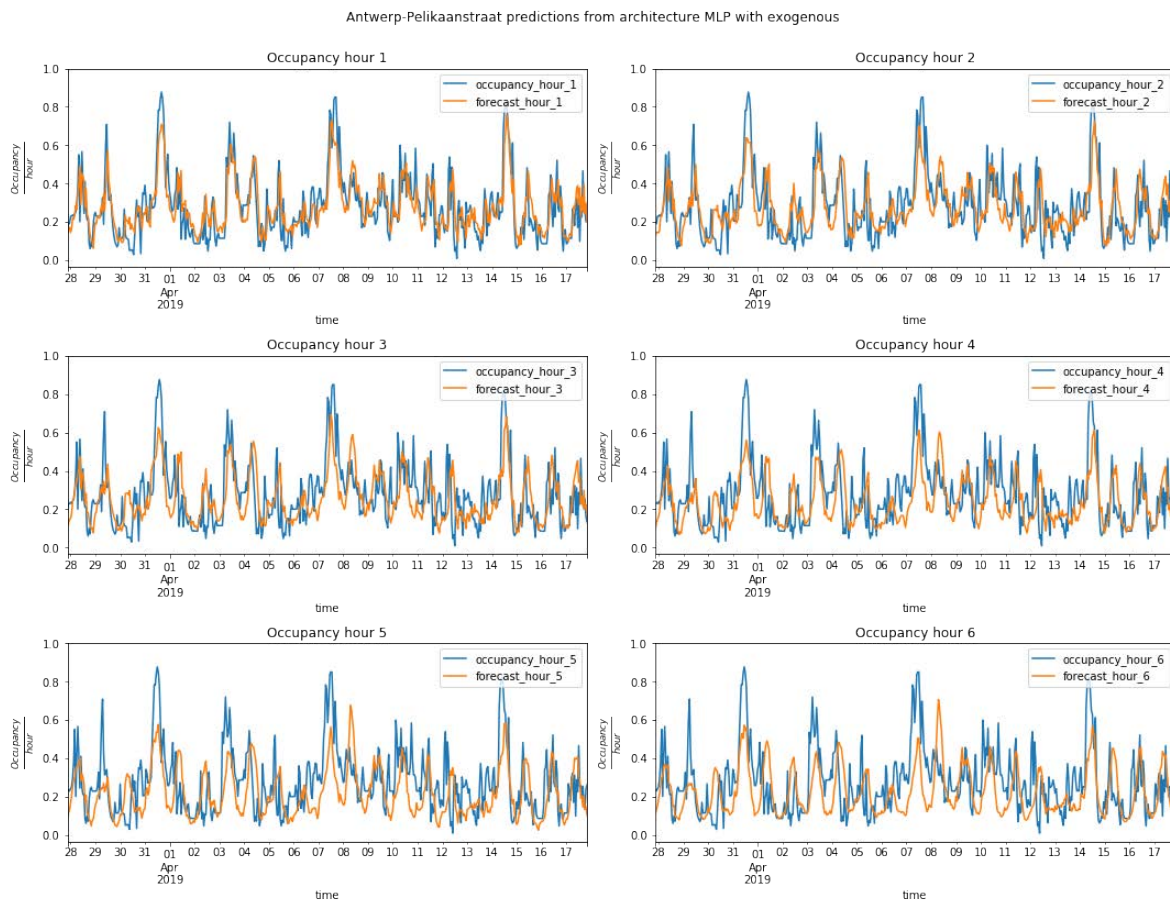 Antwerp-Pelikaanstraat predictions from architecture MLP with exogenous
Occupancy hour 1
1.0
0.8
0.6
0.4
0.2
0.0
Occupancy
hour
occupancy_hour_1
forecast_hour_1
28 29 30 31 01 02 03 04 05 06 07 08 09 10 11 12 13 14 15 16 17
Apr
2019
time
Occupancy hour 2
1.0
0.8
0.6
0.4
0.2
0.0
Occupancy
hour
occupancy_hour_2
forecast_hour_2
28 29 30 31 01 02 03 04 05 06 07 08 09 10 11 12 13 14 15 16 17
Apr
2019
time
Occupancy hour 3
1.0
0.8
0.6
0.4
0.2
0.0
Occupancy
hour
occupancy_hour_3
forecast_hour_3
28 29 30 31 01 02 03 04 05 06 07 08 09 10 11 12 13 14 15 16 17
Apr
2019
time
Occupancy hour 4
1.0
0.8
0.6
0.4
0.2
0.0
Occupancy
hour
occupancy_hour_4
forecast_hour_4
28 29 30 31 01 02 03 04 05 06 07 08 09 10 11 12 13 14 15 16 17
Apr
2019
time
Occupancy hour 5
1.0
0.8
0.6
0.4
0.2
0.0
Occupancy
hour
occupancy_hour_5
forecast_hour_5
28 29 30 31 01 02 03 04 05 06 07 08 09 10 11 12 13 14 15 16 17
Apr
2019
time
Occupancy hour 6
1.0
0.8
0.6
0.4
0.2
0.0
Occupancy
hour
occupancy_hour_6
forecast_hour_6
28 29 30 31 01 02 03 04 05 06 07 08 09 10 11 12 13 14 15 16 17
Apr
2019
time